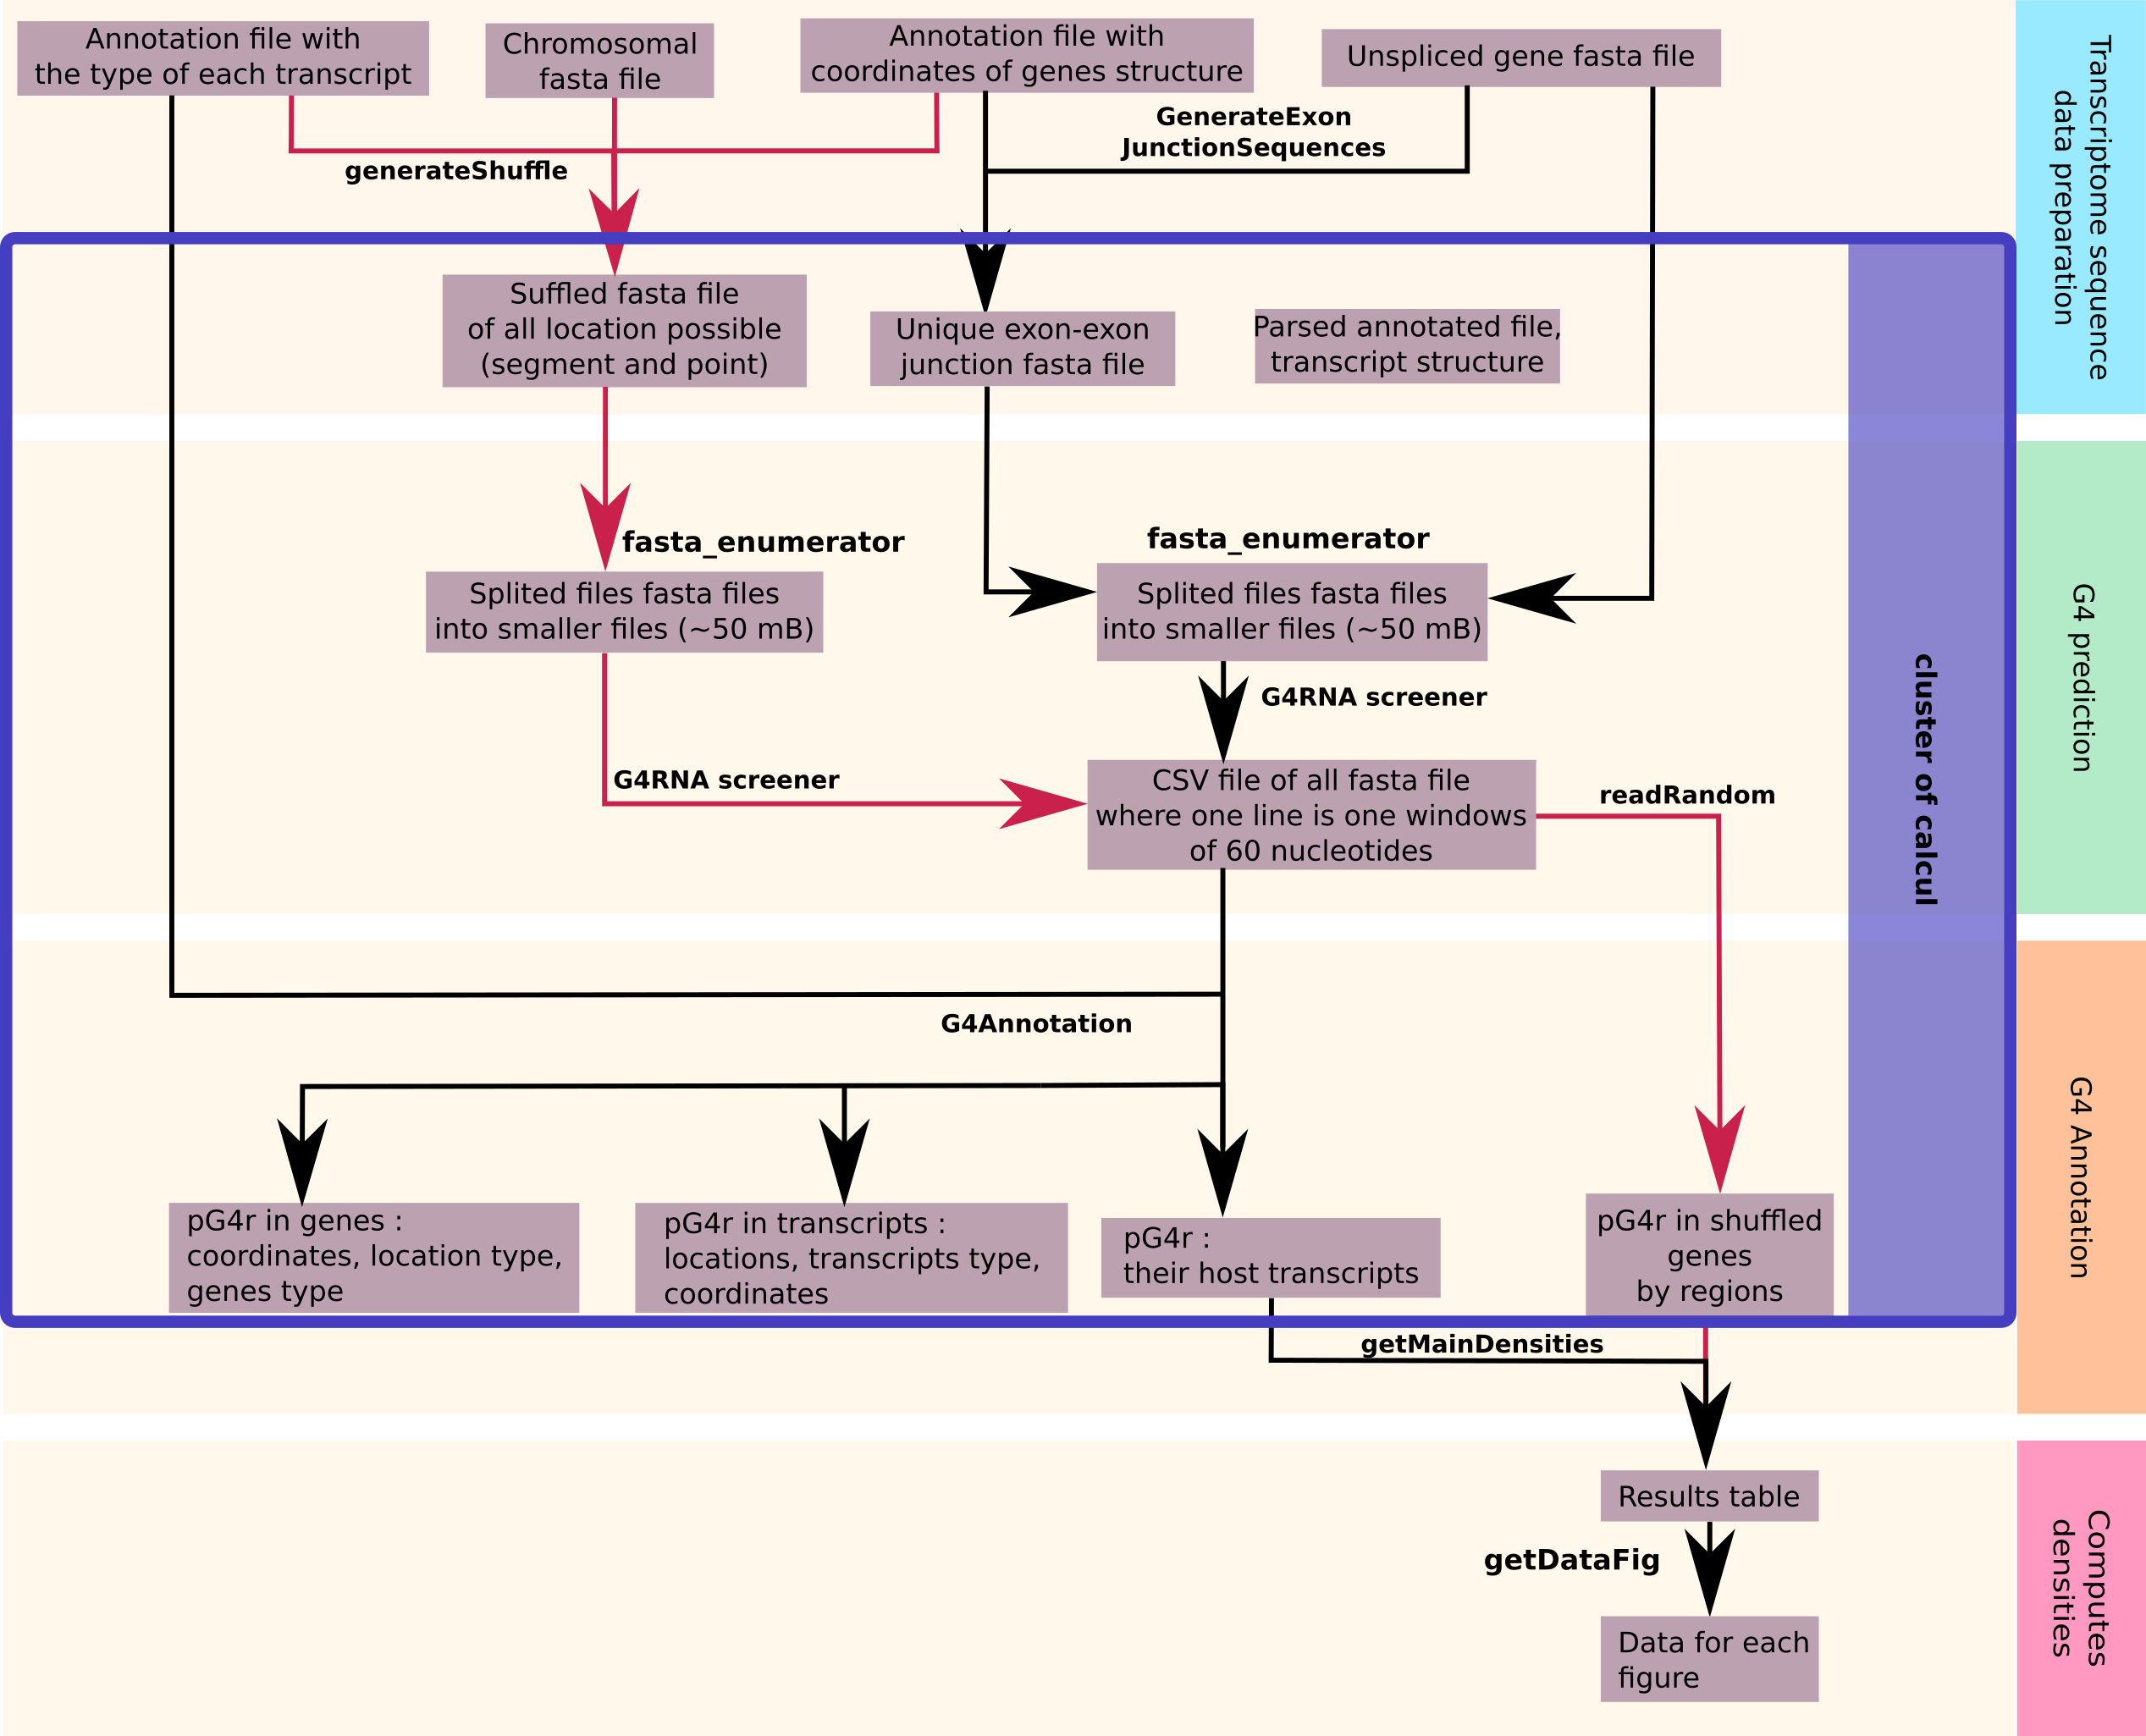 Annotation file with
the type of each transcript
Chromosomal
fasta file
Annotation file with
coordinates of genes structure
Unspliced gene fasta file
GenerateExon
JunctionSequences
generateShuffle
Transcriptome sequence
data preparation
Suffled fasta file
of all location possible
(segment and point)
Unique exon-exon
junction fasta file
Parsed annotated file,
transcript structure
fasta_enumerator
fasta_enumerator
Splited files fasta files
into smaller files (~50 mB)
Splited files fasta files
into smaller files (~50 mB)
G4 prediction
G4RNA screener
G4RNA screener
CSV file of all fasta file
where one line is one windows
of 60 nucleotides
readRandom
cluster of calcul
G4Annotation
G4 Annotation
pG4r in genes :
coordinates, location type,
genes type
pG4r in transcripts :
locations, transcripts type,
coordinates
pG4r :
their host transcripts
pG4r in shuffled
genes
by regions
getMainDensities
Results table
getDataFig
Computes
densities
Data for each
figure